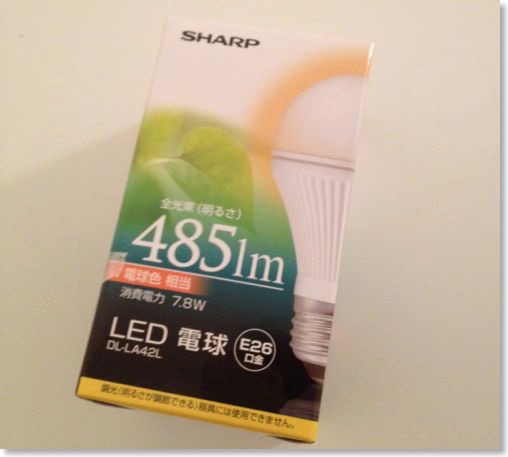 SHARP
全光束(明るさ)
485lm
電球色 相当
消費電力 7.8W
LED 電球
DL-LA42L
E26
口金
調光(明るさが調節できる)器具には使用できません。